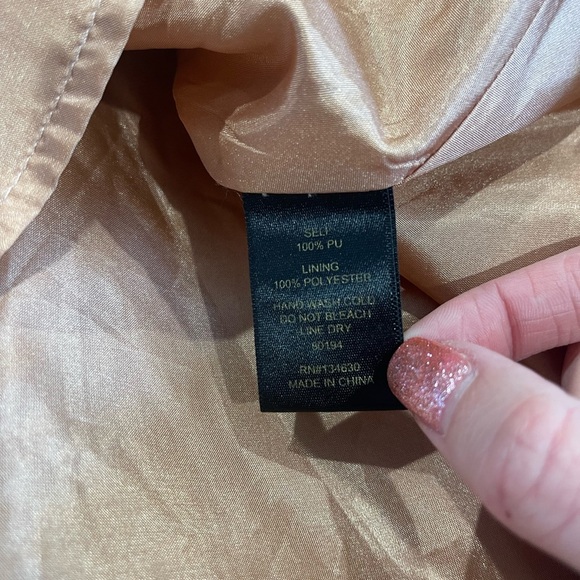 SELF
100% PU
LINING
100% POLYESTER
HAND WASH COLD
DO NOT BLEACH
LINE DRY
80194
RN#134630
MADE IN CHINA